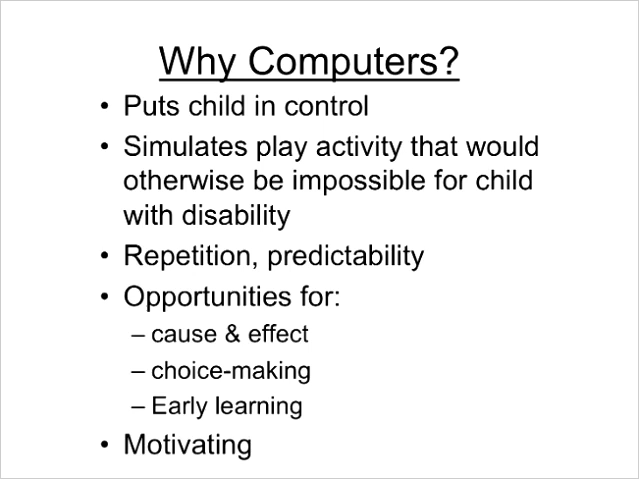 Why Computers?
• Puts child in control
• Simulates play activity that would
otherwise be impossible for child
with disability
• Repetition, predictability
• Opportunities for:
– cause & effect
– choice-making
– Early learning
• Motivating